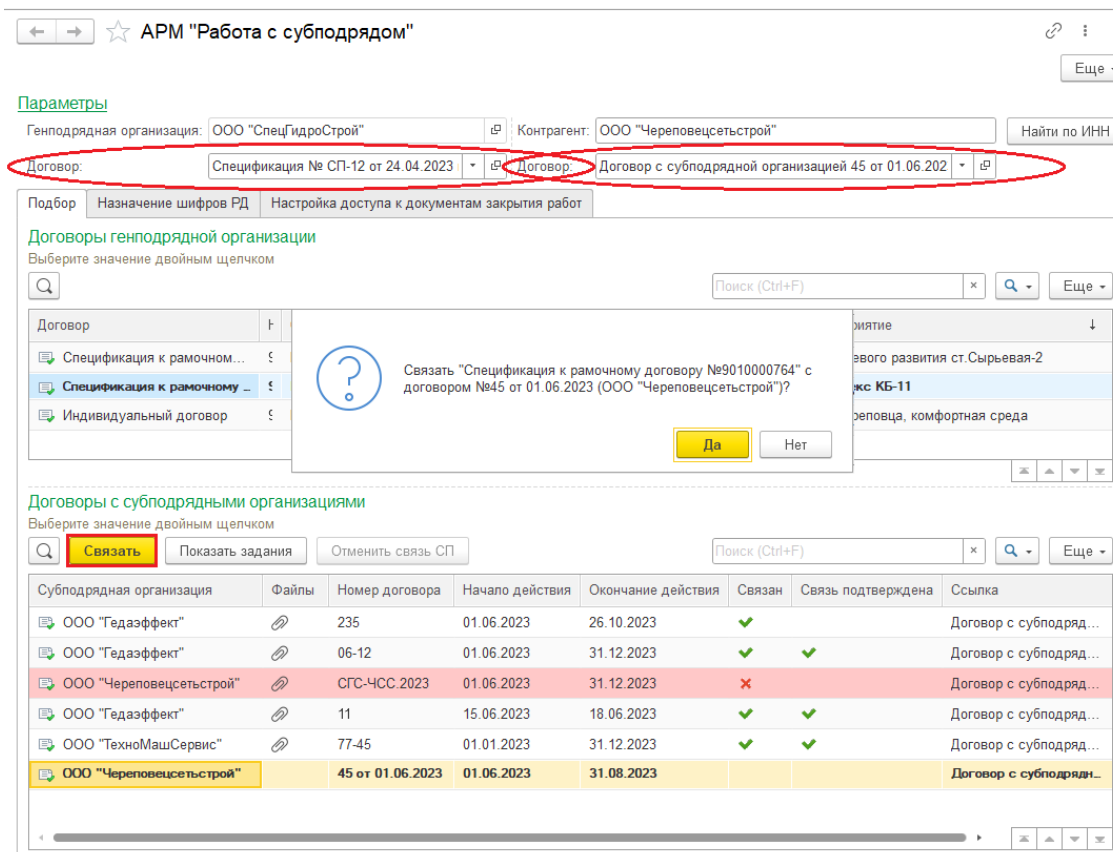 АРМ "Работа с субподрядом"
Еще
Параметры
Генподрядная организация: ООО "СпецГидроСтрой" Контрагент: ООО "Череповецсетьстрой" Найти по ИНН
Договор: Спецификация № СП-12 от 24.04.2023 Договор: Договор с субподрядной организацией 45 от 01.06.202
Подбор Назначение шифров РД Настройка доступа к документам закрытия работ
Договоры генподрядной организации
Выберите значение двойным щелчком
Поиск (Ctrl+F) × Еще
Договор Н риятие ↓
Спецификация к рамочном... 9 евого развития ст.Сырьевая-2
Спецификация к рамочному ... 9 кс КБ-11
Индивидуальный договор 9 реповца, комфортная среда
Связать "Спецификация к рамочному договору №9010000764" с
договором №45 от 01.06.2023 (ООО "Череповецсетьстрой")?
Да Нет
Договоры с субподрядными организациями
Выберите значение двойным щелчком
Связать Показать задания Отменить связь СП Поиск (Ctrl+F) × Еще
Субподрядная организация Файлы Номер договора Начало действия Окончание действия Связан Связь подтверждена Ссылка
ООО "Гедаэффект" 235 01.06.2023 26.10.2023 Договор с субподряд...
ООО "Гедаэффект" 06-12 01.06.2023 31.12.2023 Договор с субподряд...
ООО "Череповецсетьстрой" СГС-ЧСС.2023 01.06.2023 31.12.2023 Договор с субподряд...
ООО "Гедаэффект" 11 15.06.2023 18.06.2023 Договор с субподряд...
ООО "ТехноМашСервис" 77-45 01.01.2023 31.12.2023 Договор с субподряд...
ООО "Череповецсетьстрой" 45 от 01.06.2023 01.06.2023 31.08.2023 Договор с субподрядн...